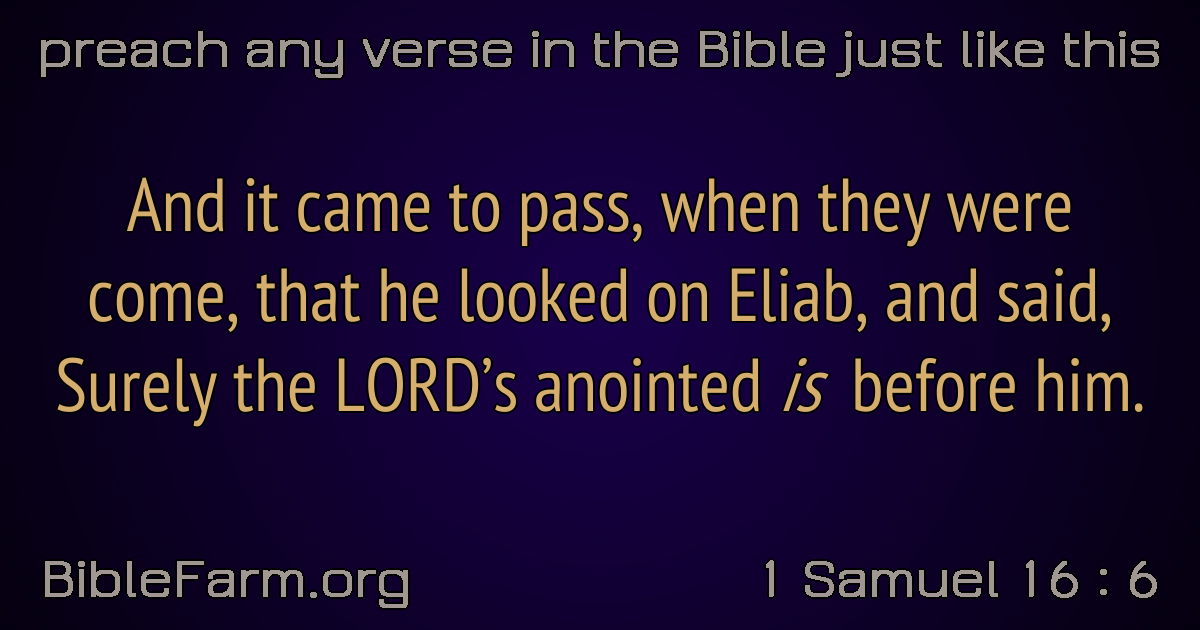 preach any verse in the Bible just like this
And it came to pass, when they were
come, that he looked on Eliab, and said,
Surely the LORD’s anointed is before him.
BibleFarm.org
1 Samuel 16 : 6